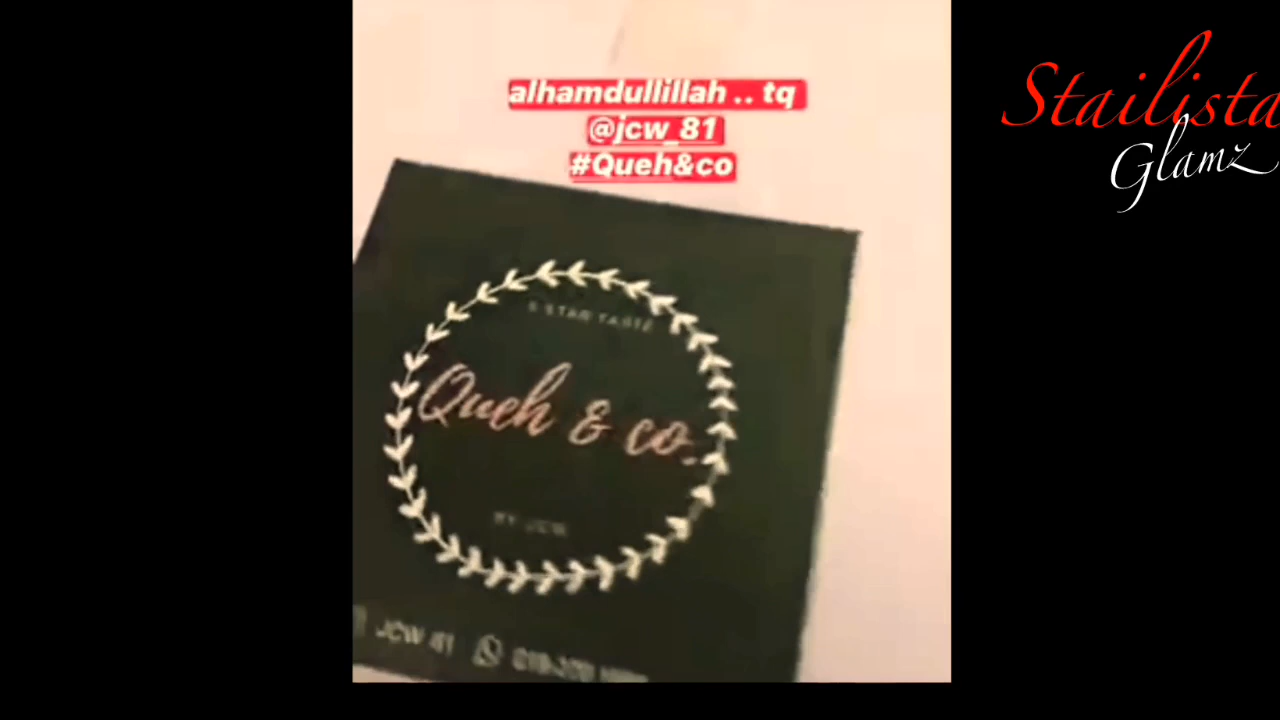 alhamdullillah .. tq
@jcw_81
#Queh&co
Stailista
Glamz
5 STAR TASTE
Queh & co.
BY JCW
JCW 81